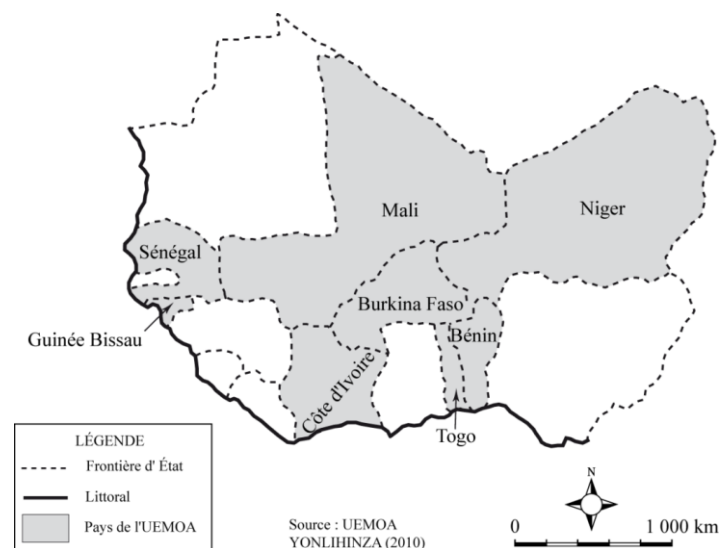 Mali
Niger
Sénégal
Burkina Faso
Bénin
Guinée Bissau
Côte d'Ivoire
Togo
LÉGENDE
Frontière d' État
Littoral
Pays de l'UEMOA
Source : UEMOA
YONLIHINZA (2010)
N
0 1 000 km